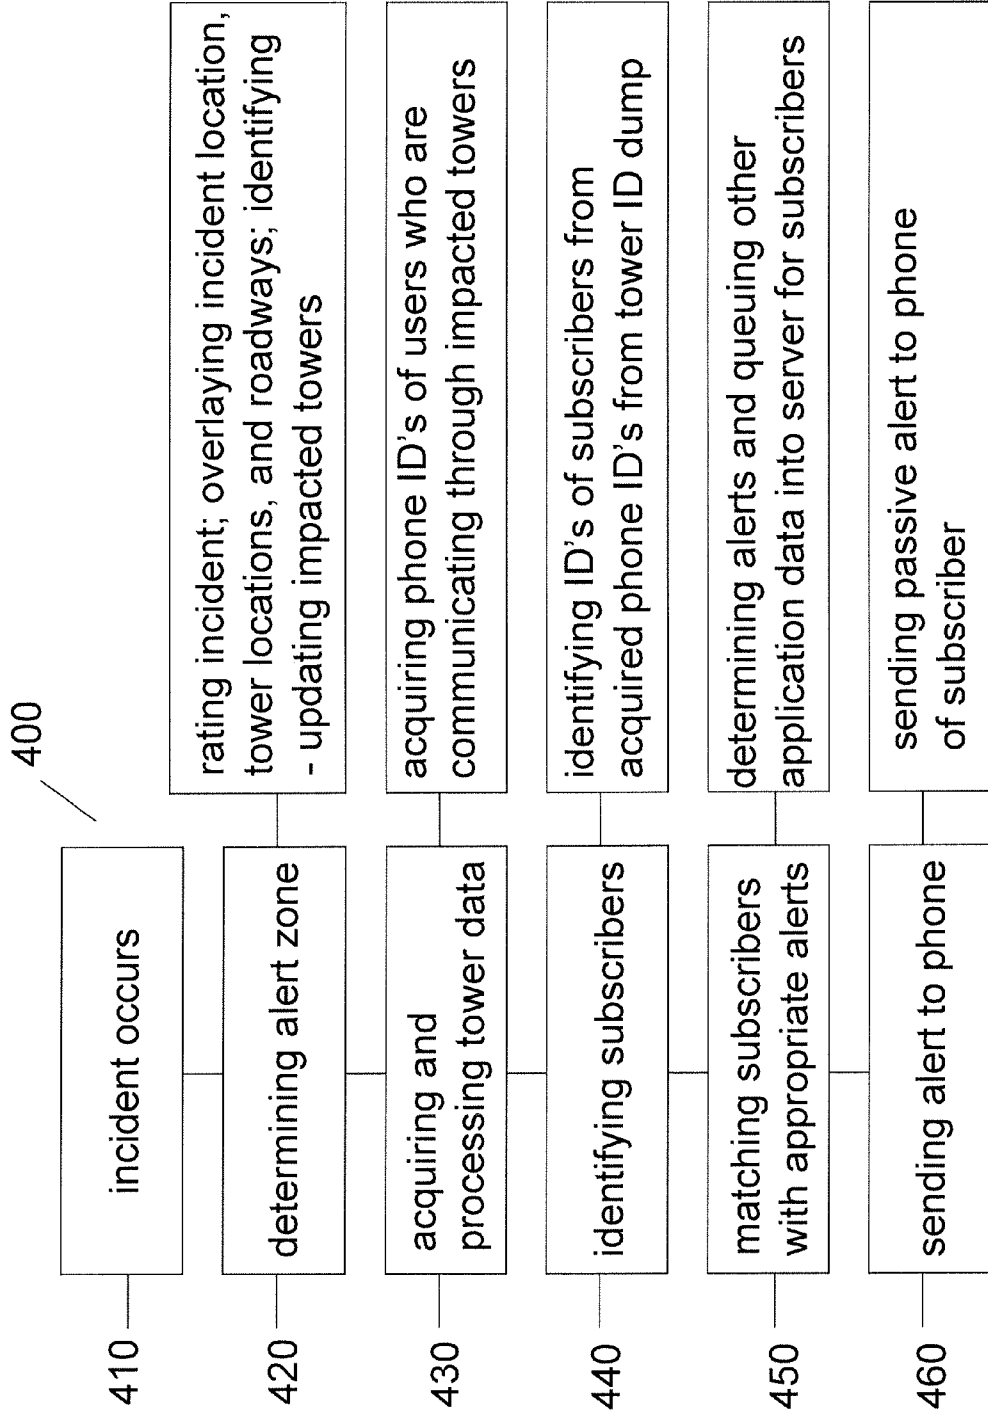 400
410
incident occurs
420
determining alert zone
rating incident; overlaying incident location,
tower locations, and roadways; identifying
- updating impacted towers
430
acquiring and
processing tower data
acquiring phone ID's of users who are
communicating through impacted towers
440
identifying subscribers
identifying ID's of subscribers from
acquired phone ID's from tower ID dump
450
matching subscribers
with appropriate alerts
determining alerts and queuing other
application data into server for subscribers
460
sending alert to phone
sending passive alert to phone
of subscriber